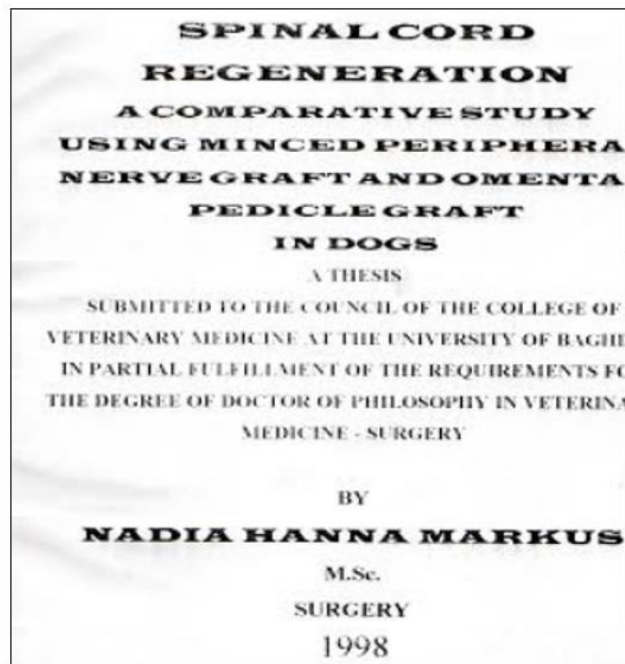 SPINAL CORD
REGENERATION
A COMPARATIVE STUDY
USING MINCED PERIPHERA
NERVE GRAFT AND OMENTA
PEDICLE GRAFT
IN DOGS
A THESIS
SUBMITTED TO THE COUNCIL OF THE COLLEGE OF
VETERINARY MEDICINE AT THE UNIVERSITY OF BAGHD
IN PARTIAL FULFILLMENT OF THE REQUIREMENTS FO
THE DEGREE OF DOCTOR OF PHILOSOPHY IN VETERINA
MEDICINE - SURGERY
BY
NADIA HANNA MARKUS
M.Sc.
SURGERY
1998